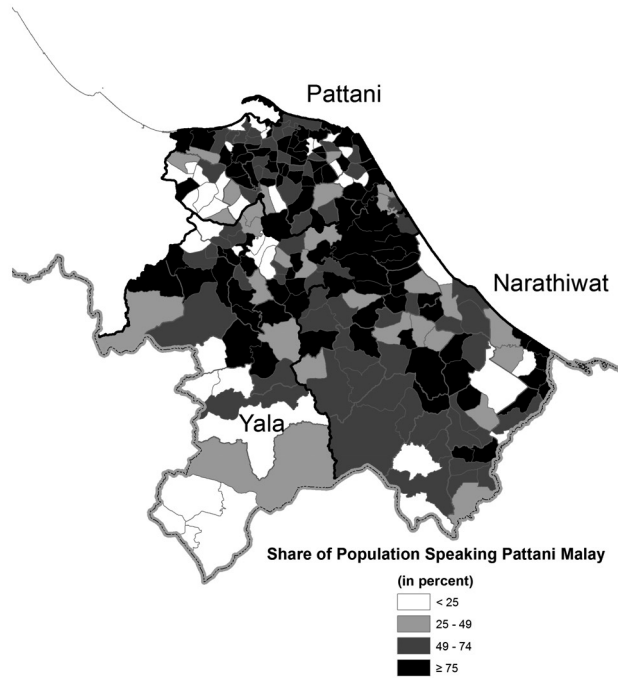 Pattani
Narathiwat
Yala
Share of Population Speaking Pattani Malay
(in percent)
< 25
25 - 49
49 - 74
≥ 75